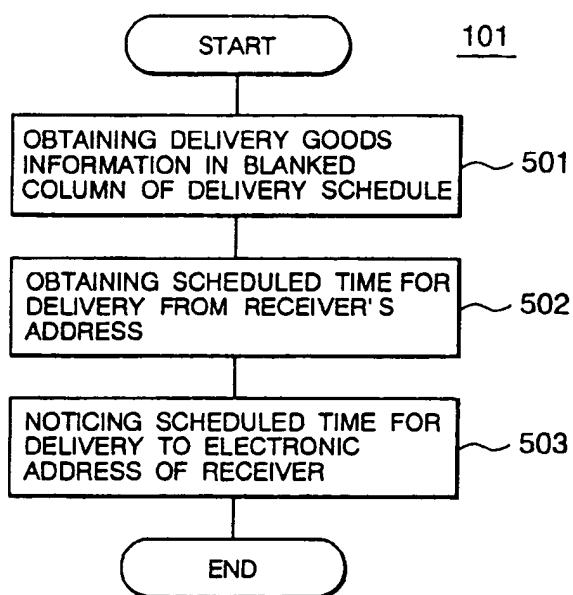 START
101
OBTAINING DELIVERY GOODS
INFORMATION IN BLANKED
COLUMN OF DELIVERY SCHEDULE
501
OBTAINING SCHEDULED TIME FOR
DELIVERY FROM RECEIVER'S
ADDRESS
502
NOTICING SCHEDULED TIME FOR
DELIVERY TO ELECTRONIC
ADDRESS OF RECEIVER
503
END